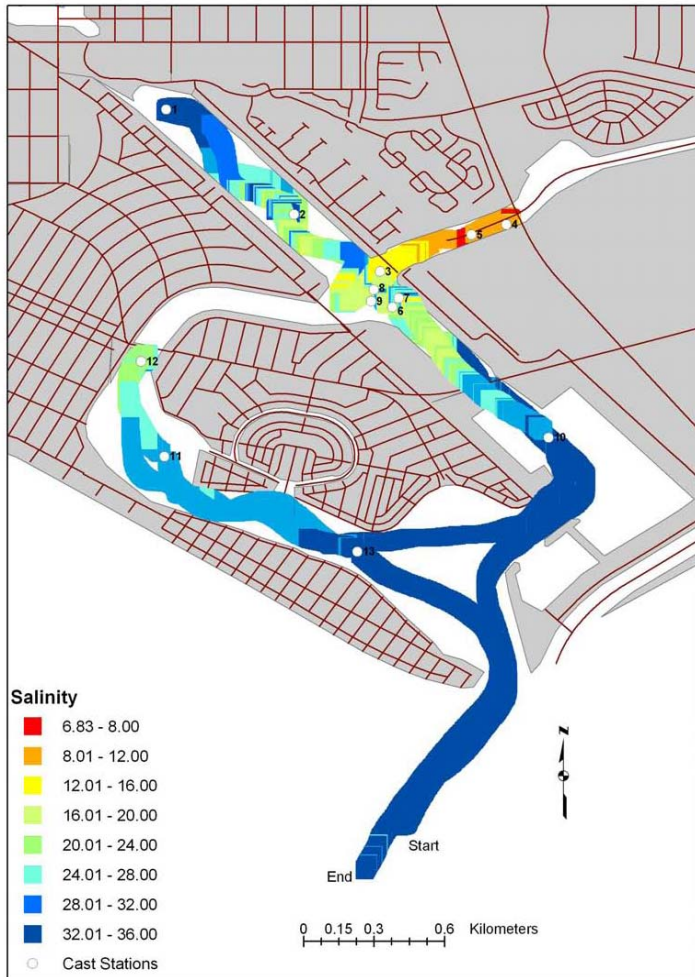 1
2
3
4
5
6
7
8
9
10
11
12
13
Salinity
6.83 - 8.00
8.01 - 12.00
12.01 - 16.00
16.01 - 20.00
20.01 - 24.00
24.01 - 28.00
28.01 - 32.00
32.01 - 36.00
Cast Stations
Start
End
N
0 0.15 0.3 0.6 Kilometers